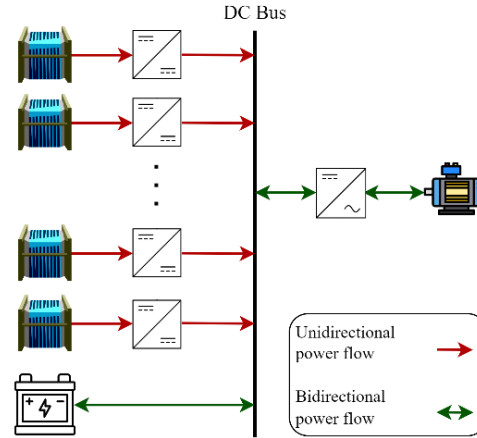 DC Bus
Unidirectional
power flow
Bidirectional
power flow